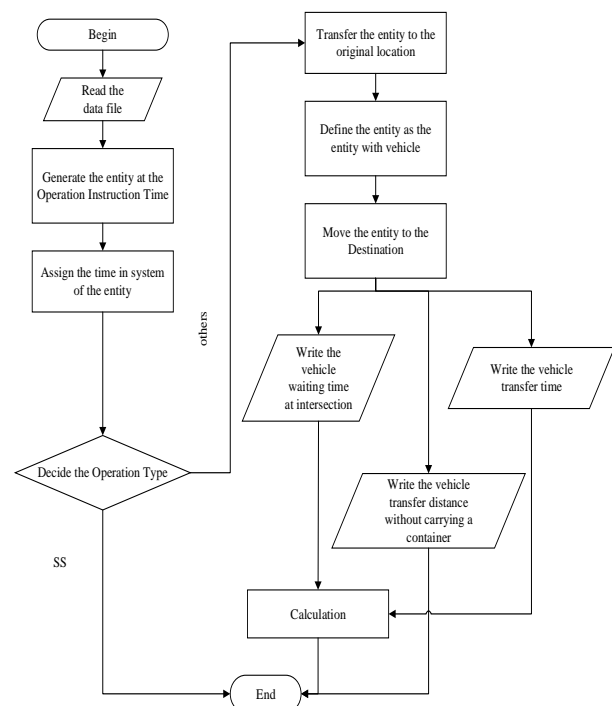 Begin
Read the
data file
Generate the entity at the
Operation Instruction Time
Assign the time in system
of the entity
Decide the Operation Type
SS
others
Transfer the entity to the
original location
Define the entity as the
entity with vehicle
Move the entity to the
Destination
Write the
vehicle
waiting time
at intersection
Write the vehicle
transfer time
Write the vehicle
transfer distance
without carrying a
container
Calculation
End